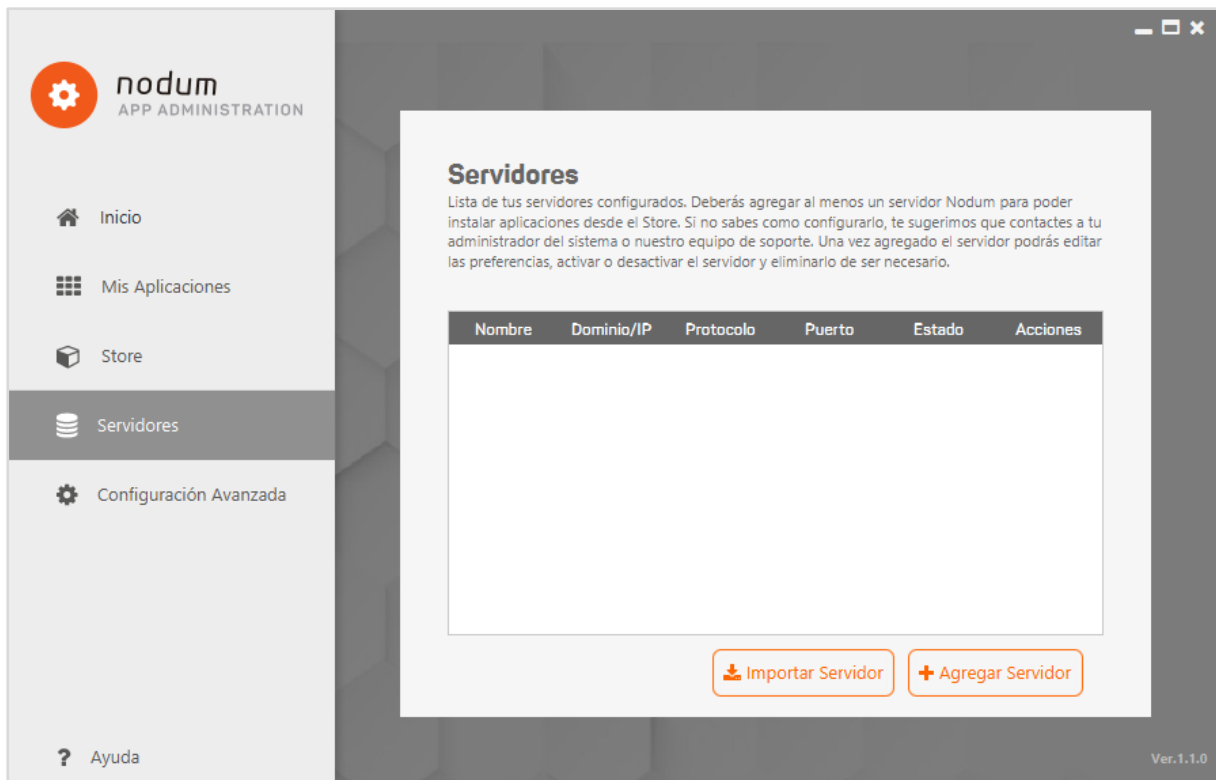 nodum
APP ADMINISTRATION
Inicio
Mis Aplicaciones
Store
Servidores
Configuración Avanzada
? Ayuda
Servidores
Lista de tus servidores configurados. Deberás agregar al menos un servidor Nodum para poder
instalar aplicaciones desde el Store. Si no sabes como configurarlo, te sugerimos que contactes a tu
administrador del sistema o nuestro equipo de soporte. Una vez agregado el servidor podrás editar
las preferencias, activar o desactivar el servidor y eliminarlo de ser necesario.
Nombre Dominio/IP Protocolo Puerto Estado Acciones
Importar Servidor
Agregar Servidor
Ver.1.1.0